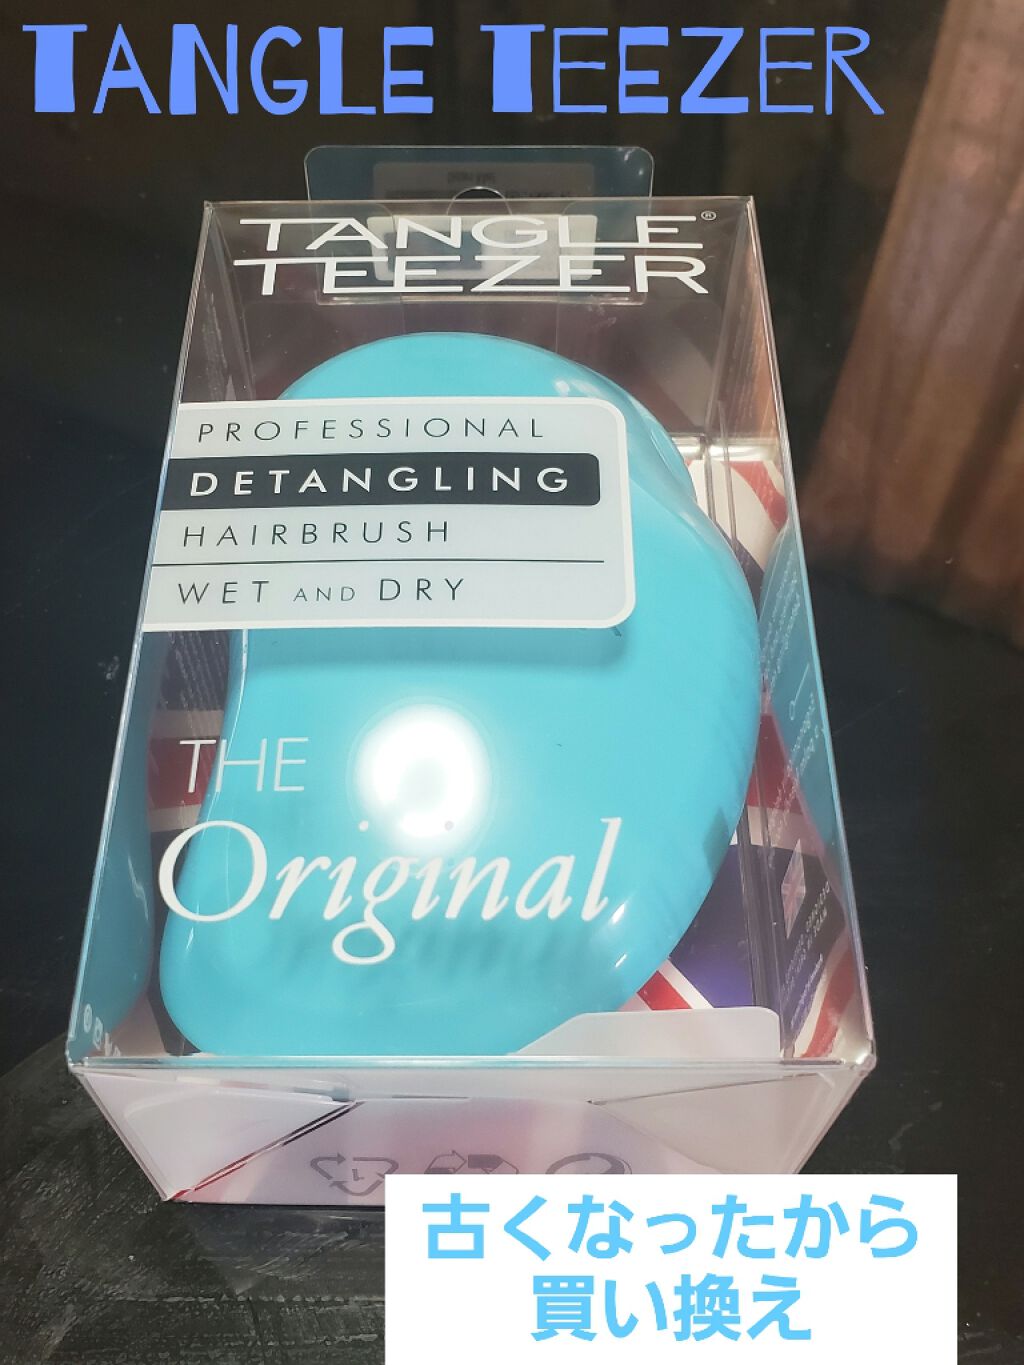 TANGLE TEEZER
TANGLE
TEEZER®
PROFESSIONAL
DETANGLING
HAIRBRUSH
WET AND DRY
THE
Original
古くなったから
買い換え